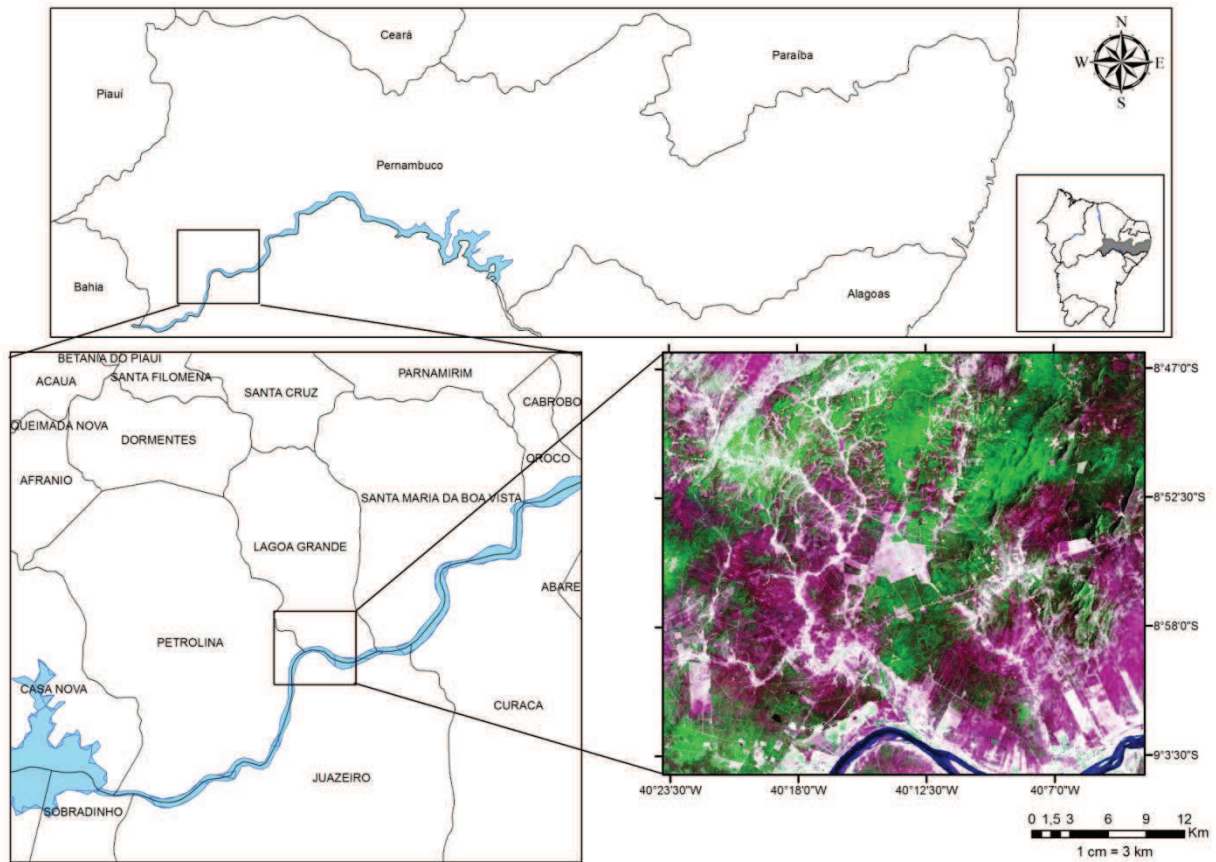 Ceará
Paraíba
Piauí
Pernambuco
Bahia
Alagoas
N
W
E
S
BETANIA DO PIAUI
ACAUA
SANTA FILOMENA
SANTA CRUZ
PARNAMIRIM
CABROBO
QUEIMADA NOVA
DORMENTES
OROCO
AFRANIO
SANTA MARIA DA BOA VISTA
LAGOA GRANDE
ABARE
PETROLINA
CASA NOVA
CURACA
JUAZEIRO
SOBRADINHO
8°47'0"S
8°52'30"S
8°58'0"S
9°3'30"S
40°23'30"W 40°18'0"W 40°12'30"W 40°7'0"W
0 1,5 3 6 9 12
Km
1 cm = 3 km